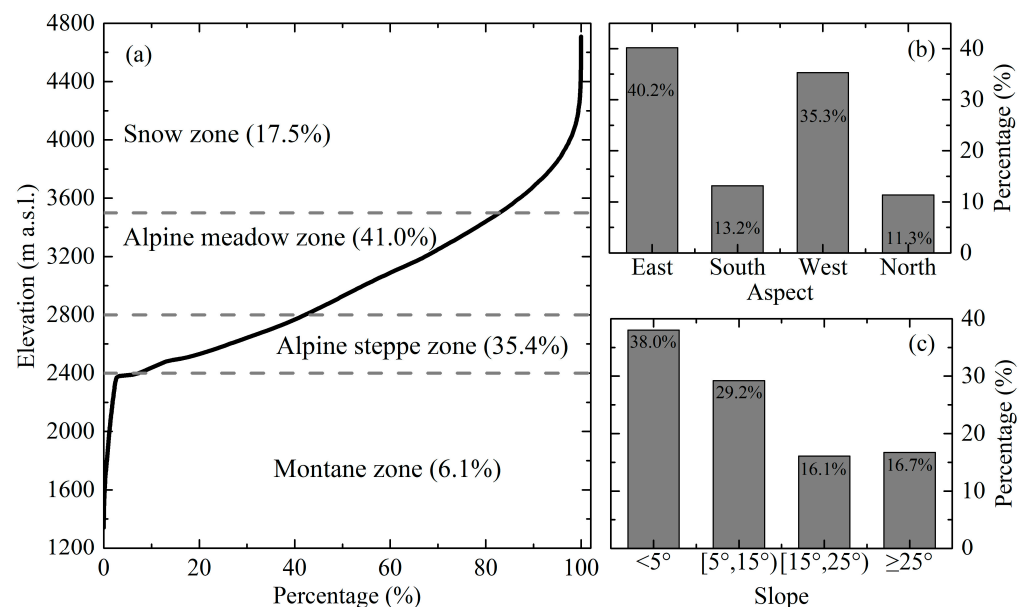 (a)
4800
4400
4000
3600
3200
2800
2400
2000
1600
1200
Elevation (m a.s.l.)
Snow zone (17.5%)
Alpine meadow zone (41.0%)
Alpine steppe zone (35.4%)
Montane zone (6.1%)
0 20 40 60 80 100
Percentage (%)
(b)
40.2%
13.2%
35.3%
11.3%
40
30
20
10
0
Percentage (%)
East South West North
Aspect
(c)
38.0%
29.2%
16.1%
16.7%
40
30
20
10
0
Percentage (%)
<5° [5°,15°) [15°,25°) ≥25°
Slope